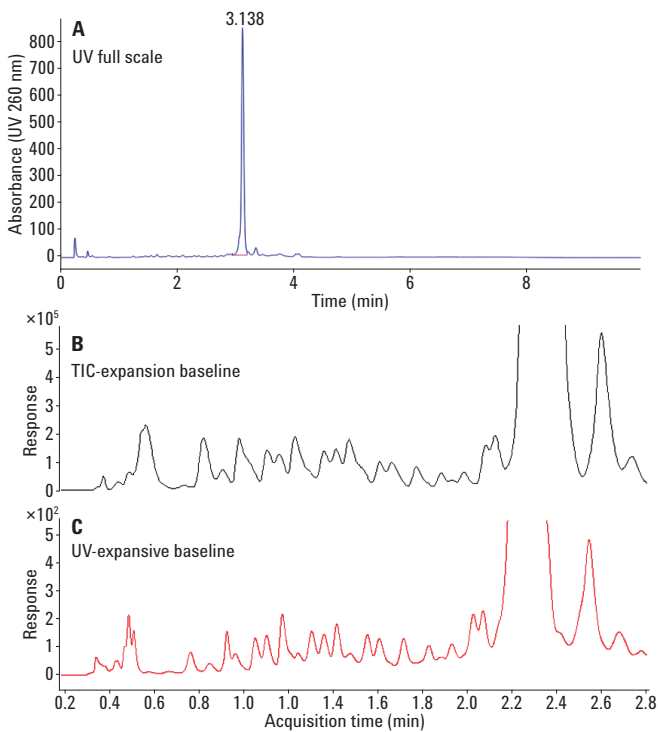 3.138
A
UV full scale
Absorbance (UV 260 nm)
800
700
600
500
400
300
200
100
0
0 2 4 6 8
Time (min)
×10⁵
B
TIC-expansion baseline
Response
5
4
3
2
1
0
×10²
C
UV-expansive baseline
Response
5
4
3
2
1
0
0.2 0.4 0.6 0.8 1.0 1.2 1.4 1.6 1.8 2.0 2.2 2.4 2.6 2.8
Acquisition time (min)